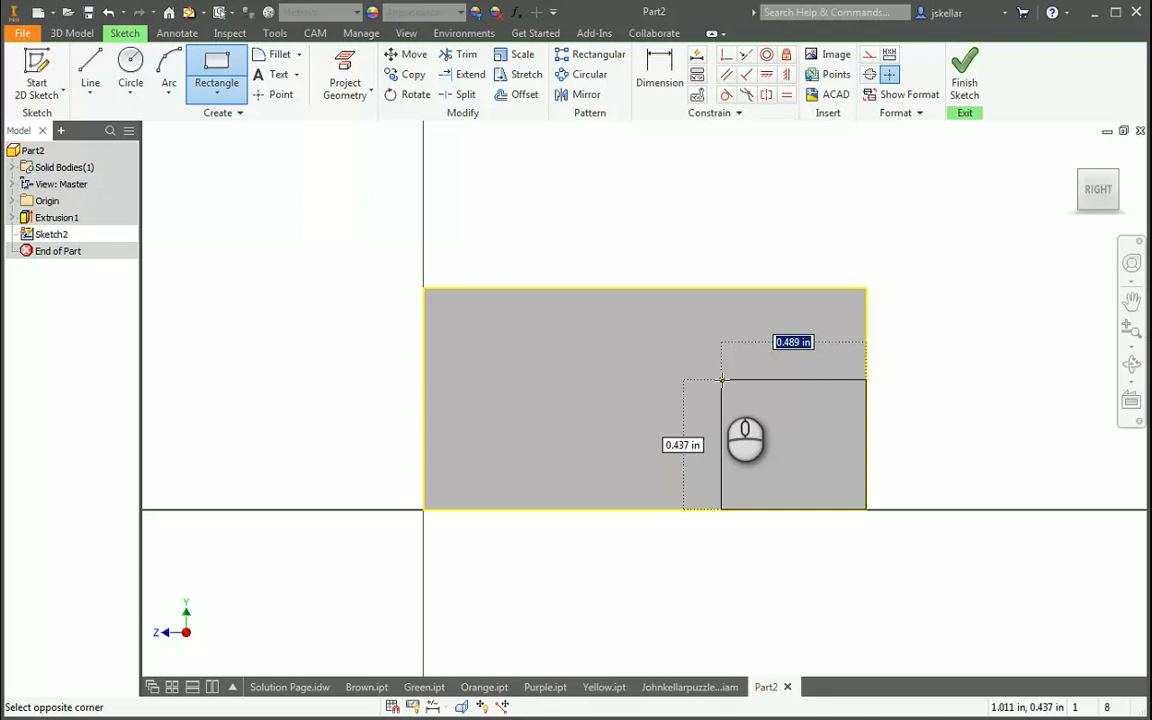 Part2
Search Help & Commands...
jskellar
PRO
File
Sketch
3D Model
Annotate
Inspect
Tools
CAM
Manage
View
Environments
Get Started
Add-Ins
Collaborate
Start
2D Sketch
Line
Circle
Arc
Rectangle
Fillet
Text
Point
Project
Geometry
Move
Copy
Rotate
Trim
Extend
Split
Scale
Stretch
Offset
Rectangular
Circular
Mirror
Dimension
Image
Points
ACAD
Show Format
Finish
Sketch
Sketch
Create
Modify
Pattern
Constrain
Insert
Format
Exit
Model
Part2
Solid Bodies(1)
View: Master
Origin
Extrusion1
Sketch2
End of Part
RIGHT
0.489 in
0.437 in
Y
Z
Solution Page.idw
Brown.ipt
Green.ipt
Orange.ipt
Purple.ipt
Yellow.ipt
Johnkellarpuzzle...iam
Part2
Select opposite corner
1.011 in, 0.437 in
1
8